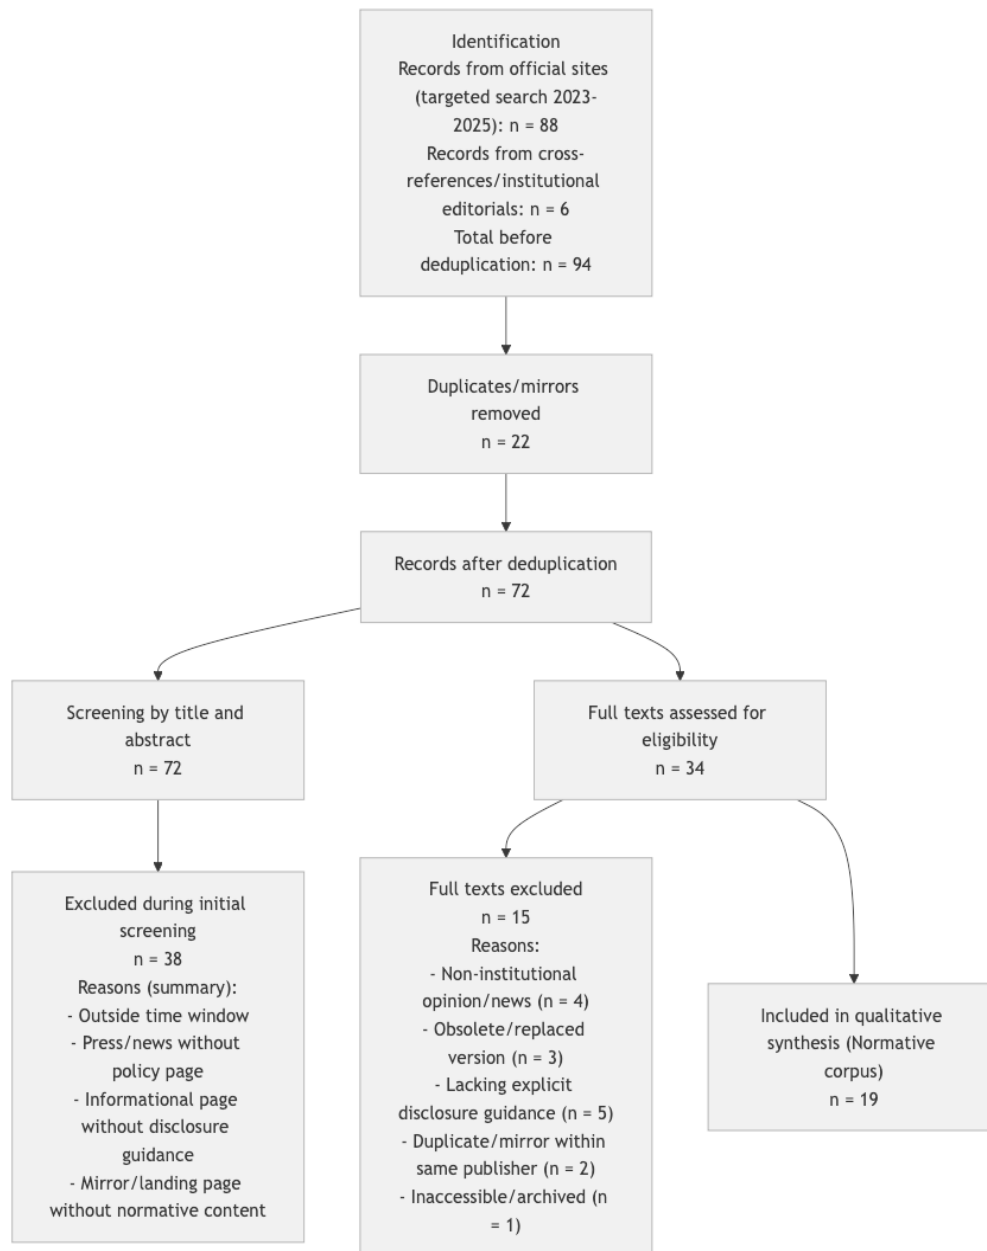 Identification
Records from official sites
(targeted search 2023-
2025): n = 88
Records from cross-
references/institutional
editorials: n = 6
Total before
deduplication: n = 94
Duplicates/mirrors
removed
n = 22
Records after deduplication
n = 72
Screening by title and
abstract
n = 72
Full texts assessed for
eligibility
n = 34
Excluded during initial
screening
n = 38
Reasons (summary):
- Outside time window
- Press/news without
policy page
- Informational page
without disclosure
guidance
- Mirror/landing page
without normative content
Full texts excluded
n = 15
Reasons:
- Non-institutional
opinion/news (n = 4)
- Obsolete/replaced
version (n = 3)
- Lacking explicit
disclosure guidance (n = 5)
- Duplicate/mirror within
same publisher (n = 2)
- Inaccessible/archived (n
= 1)
Included in qualitative
synthesis (Normative
corpus)
n = 19